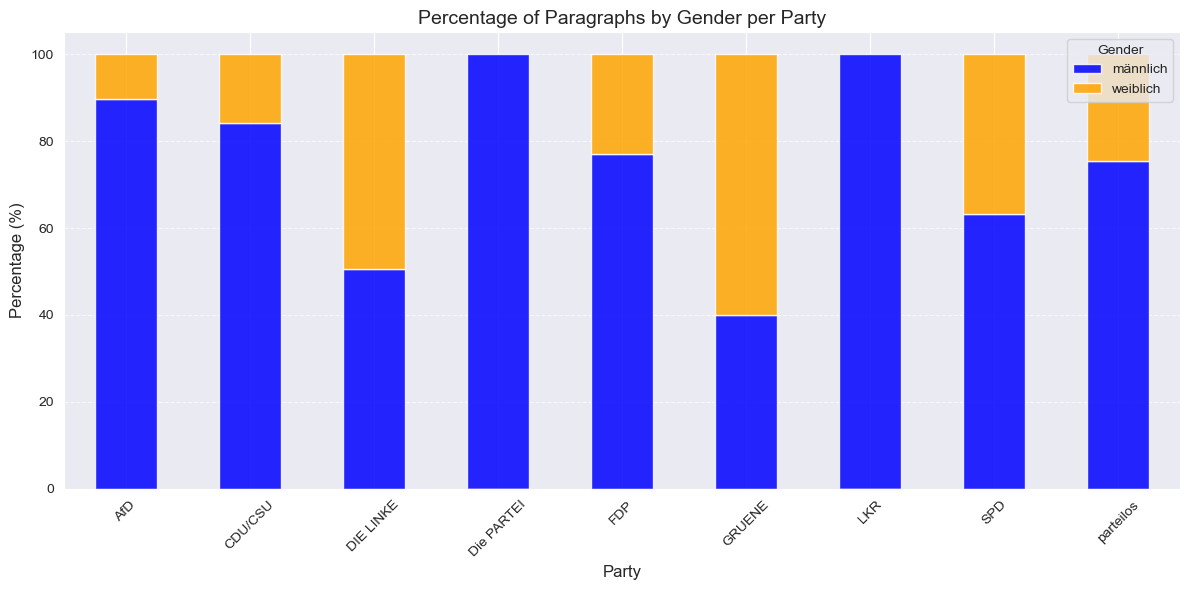 Percentage of Paragraphs by Gender per Party
Gender
männlich
weiblich
Percentage (%)
100
80
60
40
20
0
AfD
CDU/CSU
DIE LINKE
Die PARTEI
FDP
GRUENE
LKR
SPD
parteilos
Party